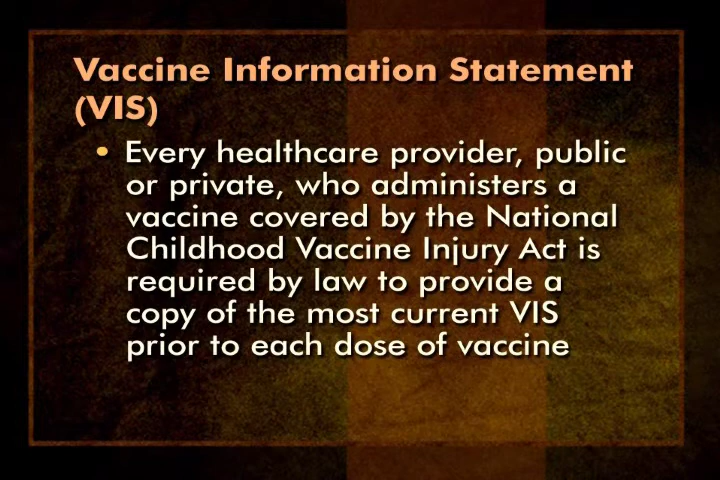 Vaccine Information Statement
(VIS)
• Every healthcare provider, public
or private, who administers a
vaccine covered by the National
Childhood Vaccine Injury Act is
required by law to provide a
copy of the most current VIS
prior to each dose of vaccine